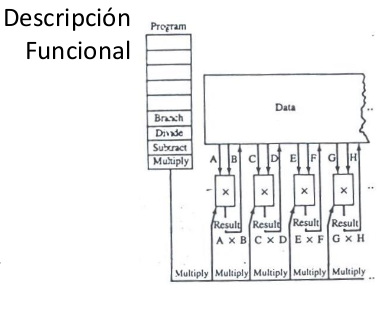 Descripción
Funcional
Program
Branch
Divide
Subtract
Multiply
Data
A B C D E F G H
× × × ×
Result Result Result Result
A × B C × D E × F G × H
Multiply Multiply Multiply Multiply Multiply